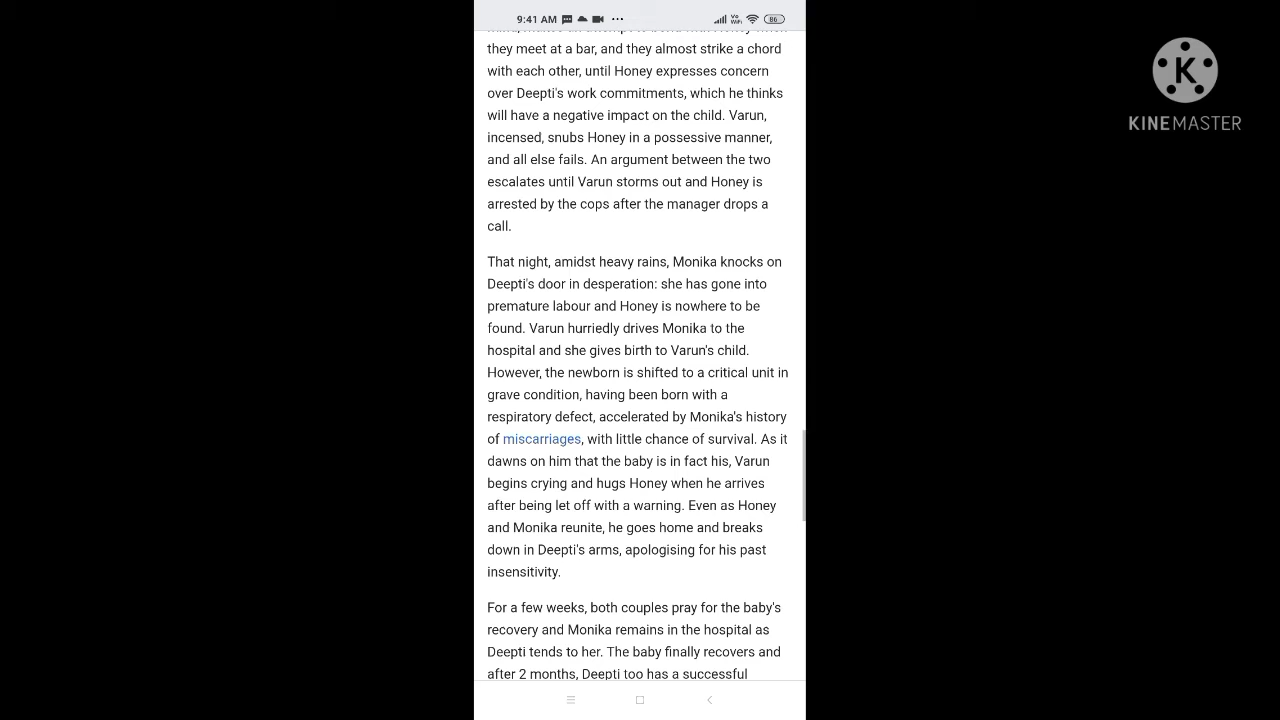 9:41 AM
Vo
WiFi
86
they meet at a bar, and they almost strike a chord
with each other, until Honey expresses concern
over Deepti's work commitments, which he thinks
will have a negative impact on the child. Varun,
incensed, snubs Honey in a possessive manner,
and all else fails. An argument between the two
escalates until Varun storms out and Honey is
arrested by the cops after the manager drops a
call.
That night, amidst heavy rains, Monika knocks on
Deepti's door in desperation: she has gone into
premature labour and Honey is nowhere to be
found. Varun hurriedly drives Monika to the
hospital and she gives birth to Varun's child.
However, the newborn is shifted to a critical unit in
grave condition, having been born with a
respiratory defect, accelerated by Monika's history
of miscarriages, with little chance of survival. As it
dawns on him that the baby is in fact his, Varun
begins crying and hugs Honey when he arrives
after being let off with a warning. Even as Honey
and Monika reunite, he goes home and breaks
down in Deepti's arms, apologising for his past
insensitivity.
For a few weeks, both couples pray for the baby's
recovery and Monika remains in the hospital as
Deepti tends to her. The baby finally recovers and
after 2 months, Deepti too has a successful
K
KINEMASTER